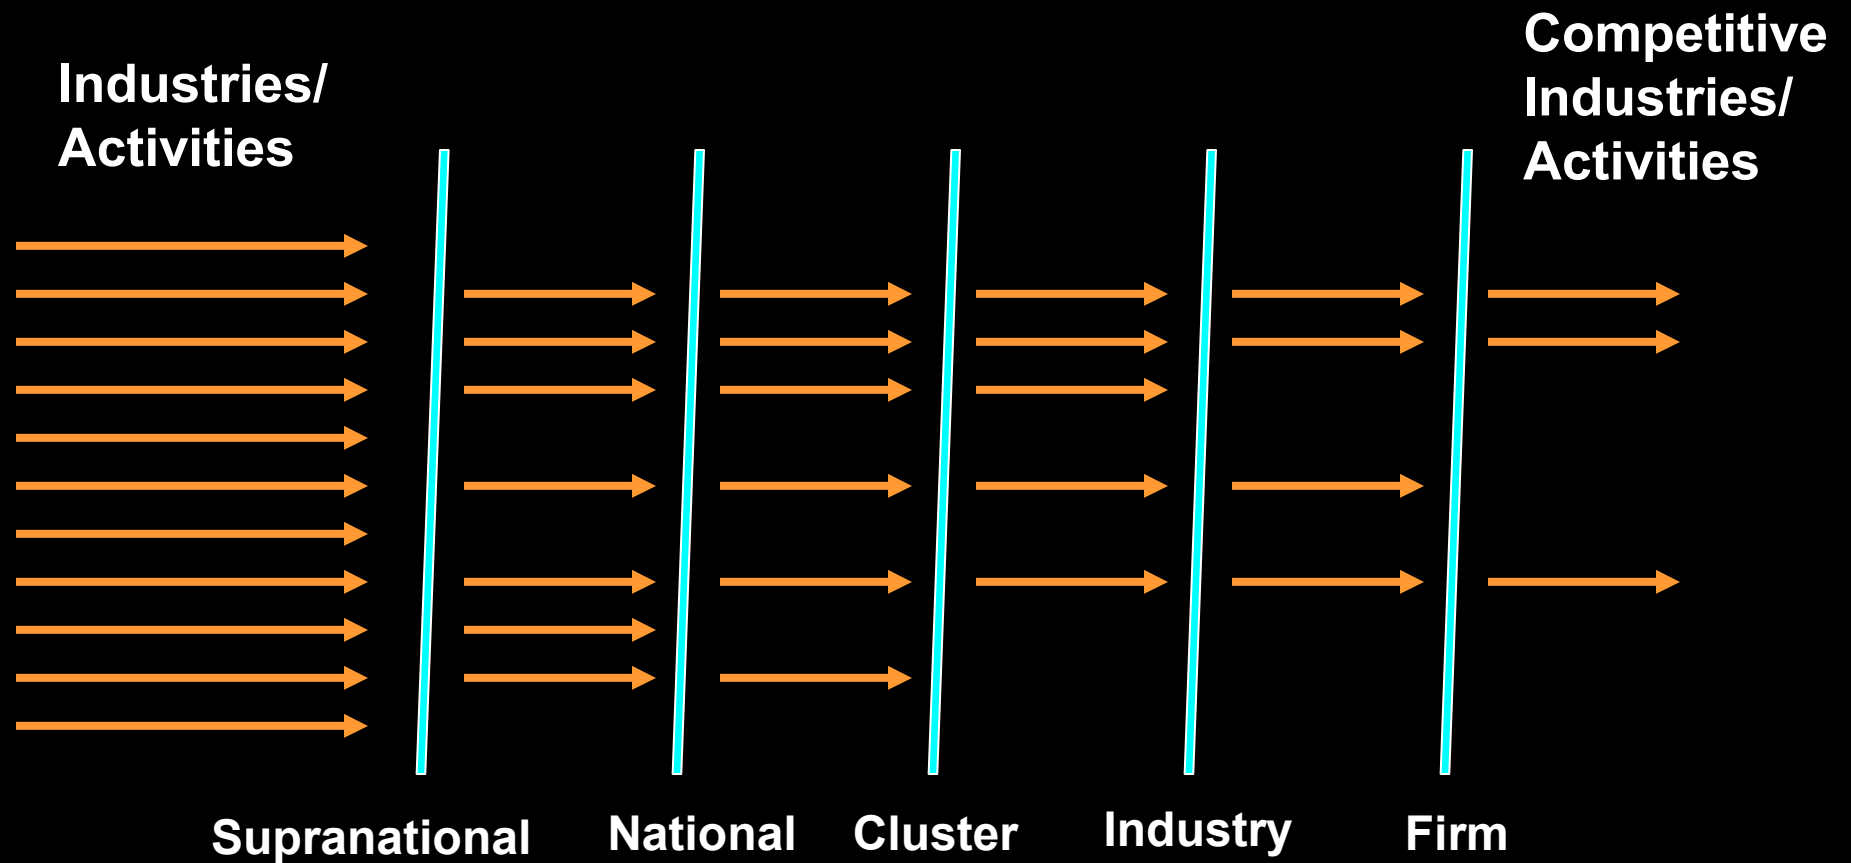 Industries/
Activities
Competitive
Industries/
Activities
Supranational
National
Cluster
Industry
Firm